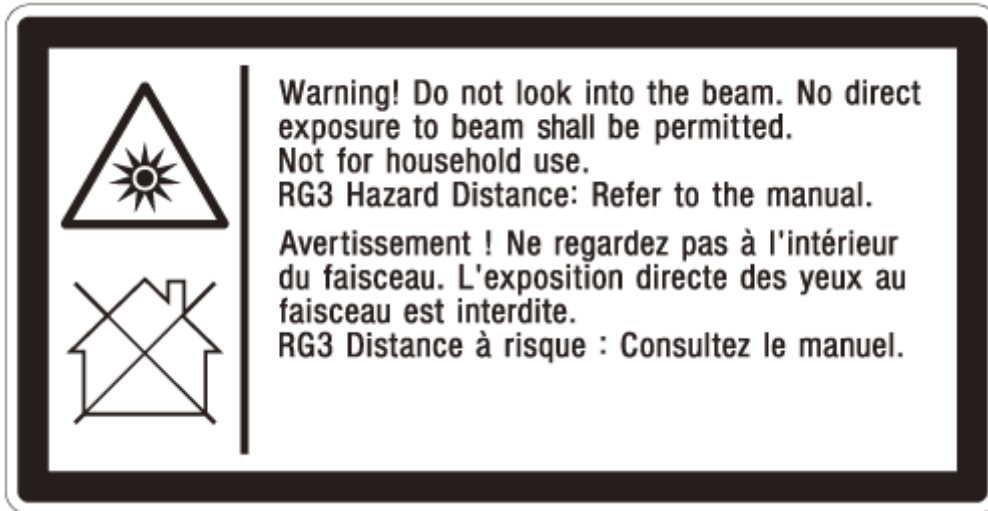 Warning! Do not look into the beam. No direct
exposure to beam shall be permitted.
Not for household use.
RG3 Hazard Distance: Refer to the manual.
Avertissement ! Ne regardez pas à l'intérieur
du faisceau. L'exposition directe des yeux au
faisceau est interdite.
RG3 Distance à risque : Consultez le manuel.